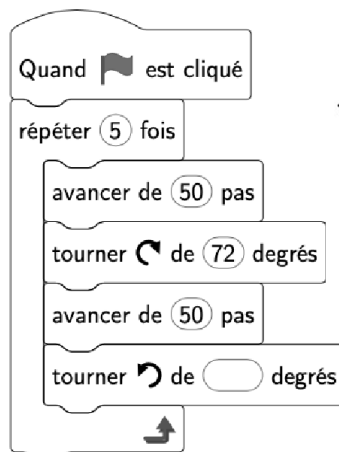 Quand est cliqué
répéter 5 fois
avancer de 50 pas
tourner de 72 degrés
avancer de 50 pas
tourner de degrés